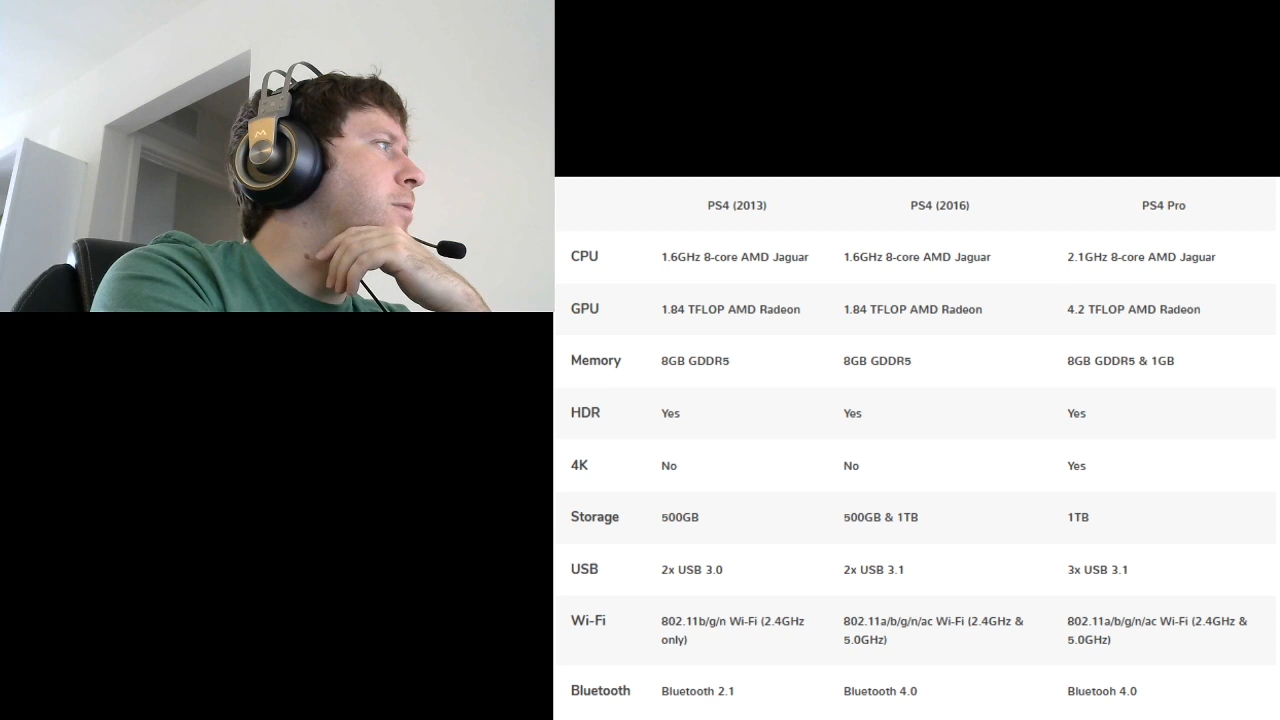 PS4 (2013) PS4 (2016) PS4 Pro
CPU 1.6GHz 8-core AMD Jaguar 1.6GHz 8-core AMD Jaguar 2.1GHz 8-core AMD Jaguar
GPU 1.84 TFLOP AMD Radeon 1.84 TFLOP AMD Radeon 4.2 TFLOP AMD Radeon
Memory 8GB GDDR5 8GB GDDR5 8GB GDDR5 & 1GB
HDR Yes Yes Yes
4K No No Yes
Storage 500GB 500GB & 1TB 1TB
USB 2x USB 3.0 2x USB 3.1 3x USB 3.1
Wi-Fi 802.11b/g/n Wi-Fi (2.4GHz 802.11a/b/g/n/ac Wi-Fi (2.4GHz & 802.11a/b/g/n/ac Wi-Fi (2.4GHz &
only) 5.0GHz) 5.0GHz)
Bluetooth Bluetooth 2.1 Bluetooth 4.0 Bluetooh 4.0